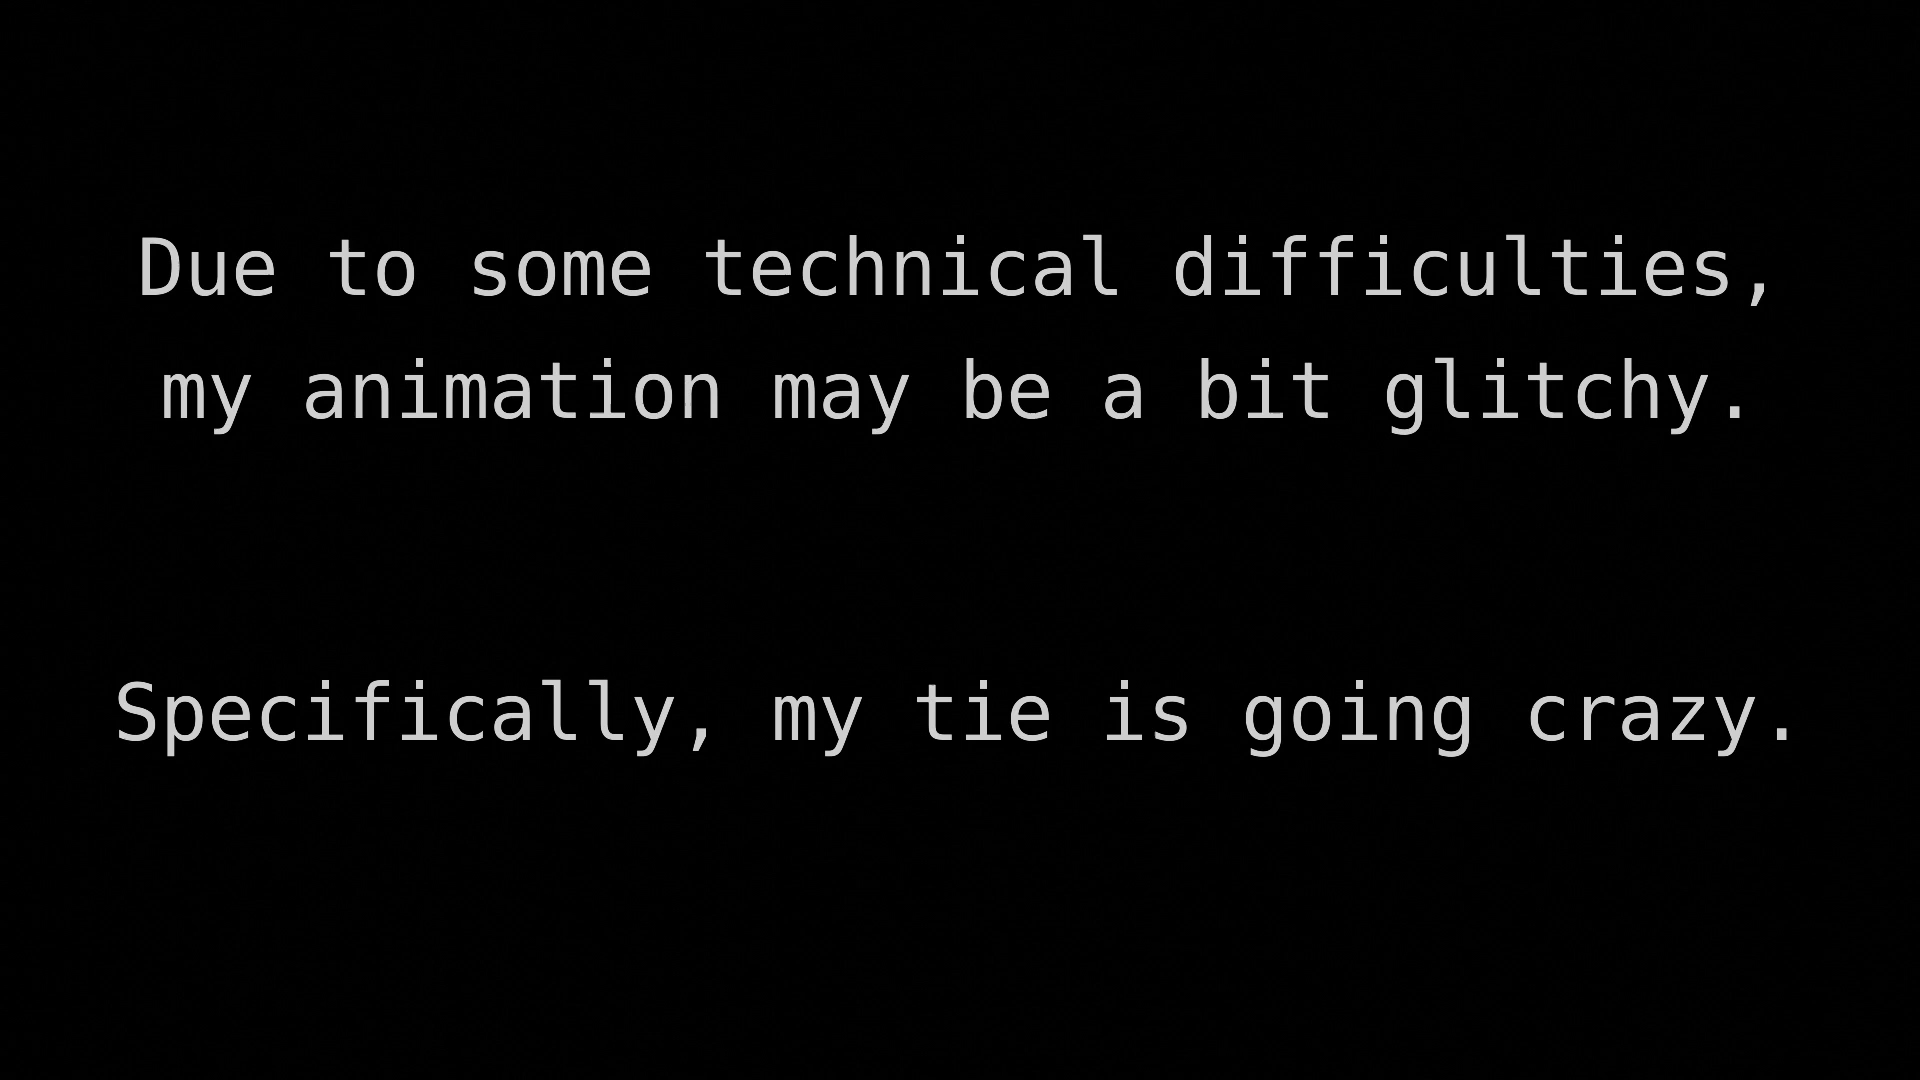 Due to some technical difficulties,
my animation may be a bit glitchy.
Specifically, my tie is going crazy.